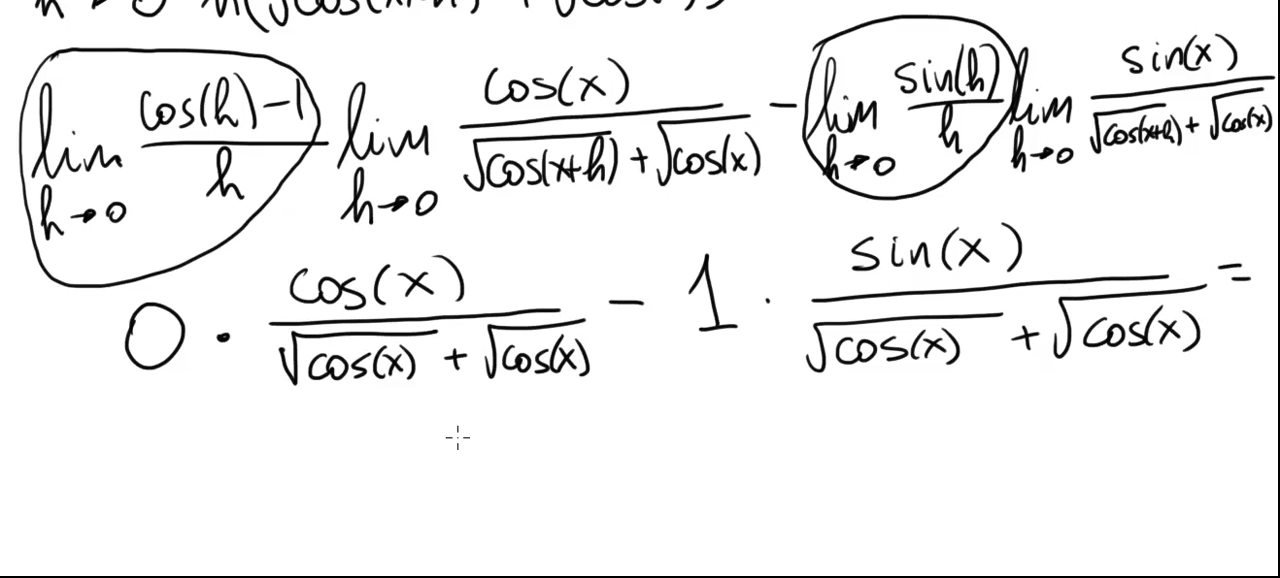 lim h→0 (cos(h)-1)/h lim h→0 cos(x)/(√cos(x+h) + √cos(x)) - lim h→0 sin(h)/h lim h→0 sin(x)/(√cos(x+h) + √cos(x))
0 · cos(x)/(√cos(x) + √cos(x)) - 1 · sin(x)/(√cos(x) + √cos(x)) =